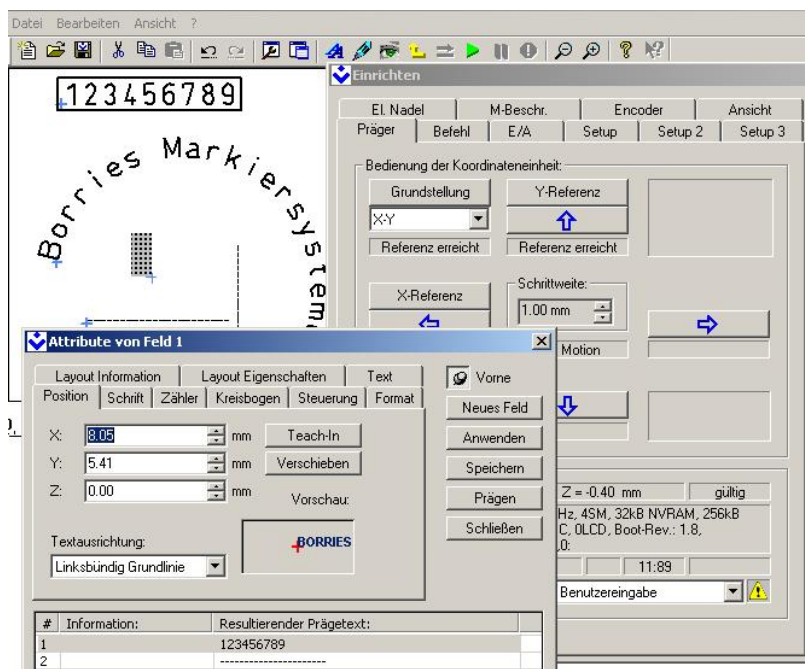 Datei Bearbeiten Ansicht ?
123456789
Borries Markiersysteme
Einrichten
El. Nadel M-Beschr. Encoder Ansicht
Präger Befehl E/A Setup Setup 2 Setup 3
Bedienung der Koordinateneinheit:
Grundstellung Y-Referenz
X-Y
Referenz erreicht Referenz erreicht
X-Referenz
Schrittweite:
1.00 mm
Motion
Z = -0.40 mm gültig
Hz, 4SM, 32kB NVRAM, 256kB
C, 0LCD, Boot-Rev.: 1.8,
,0:
11:89
Benutzereingabe
Attribute von Feld 1
Layout Information Layout Eigenschaften Text
Position Schrift Zähler Kreisbogen Steuerung Format
Vorne
X: 8.05 mm Teach-In
Y: 5.41 mm Verschieben
Z: 0.00 mm Vorschau:
Neues Feld
Anwenden
Speichern
Prägen
Schließen
BORRIES
Textausrichtung:
Linksbündig Grundlinie
# Information: Resultierender Prägetext:
1 123456789
2 ---------------------